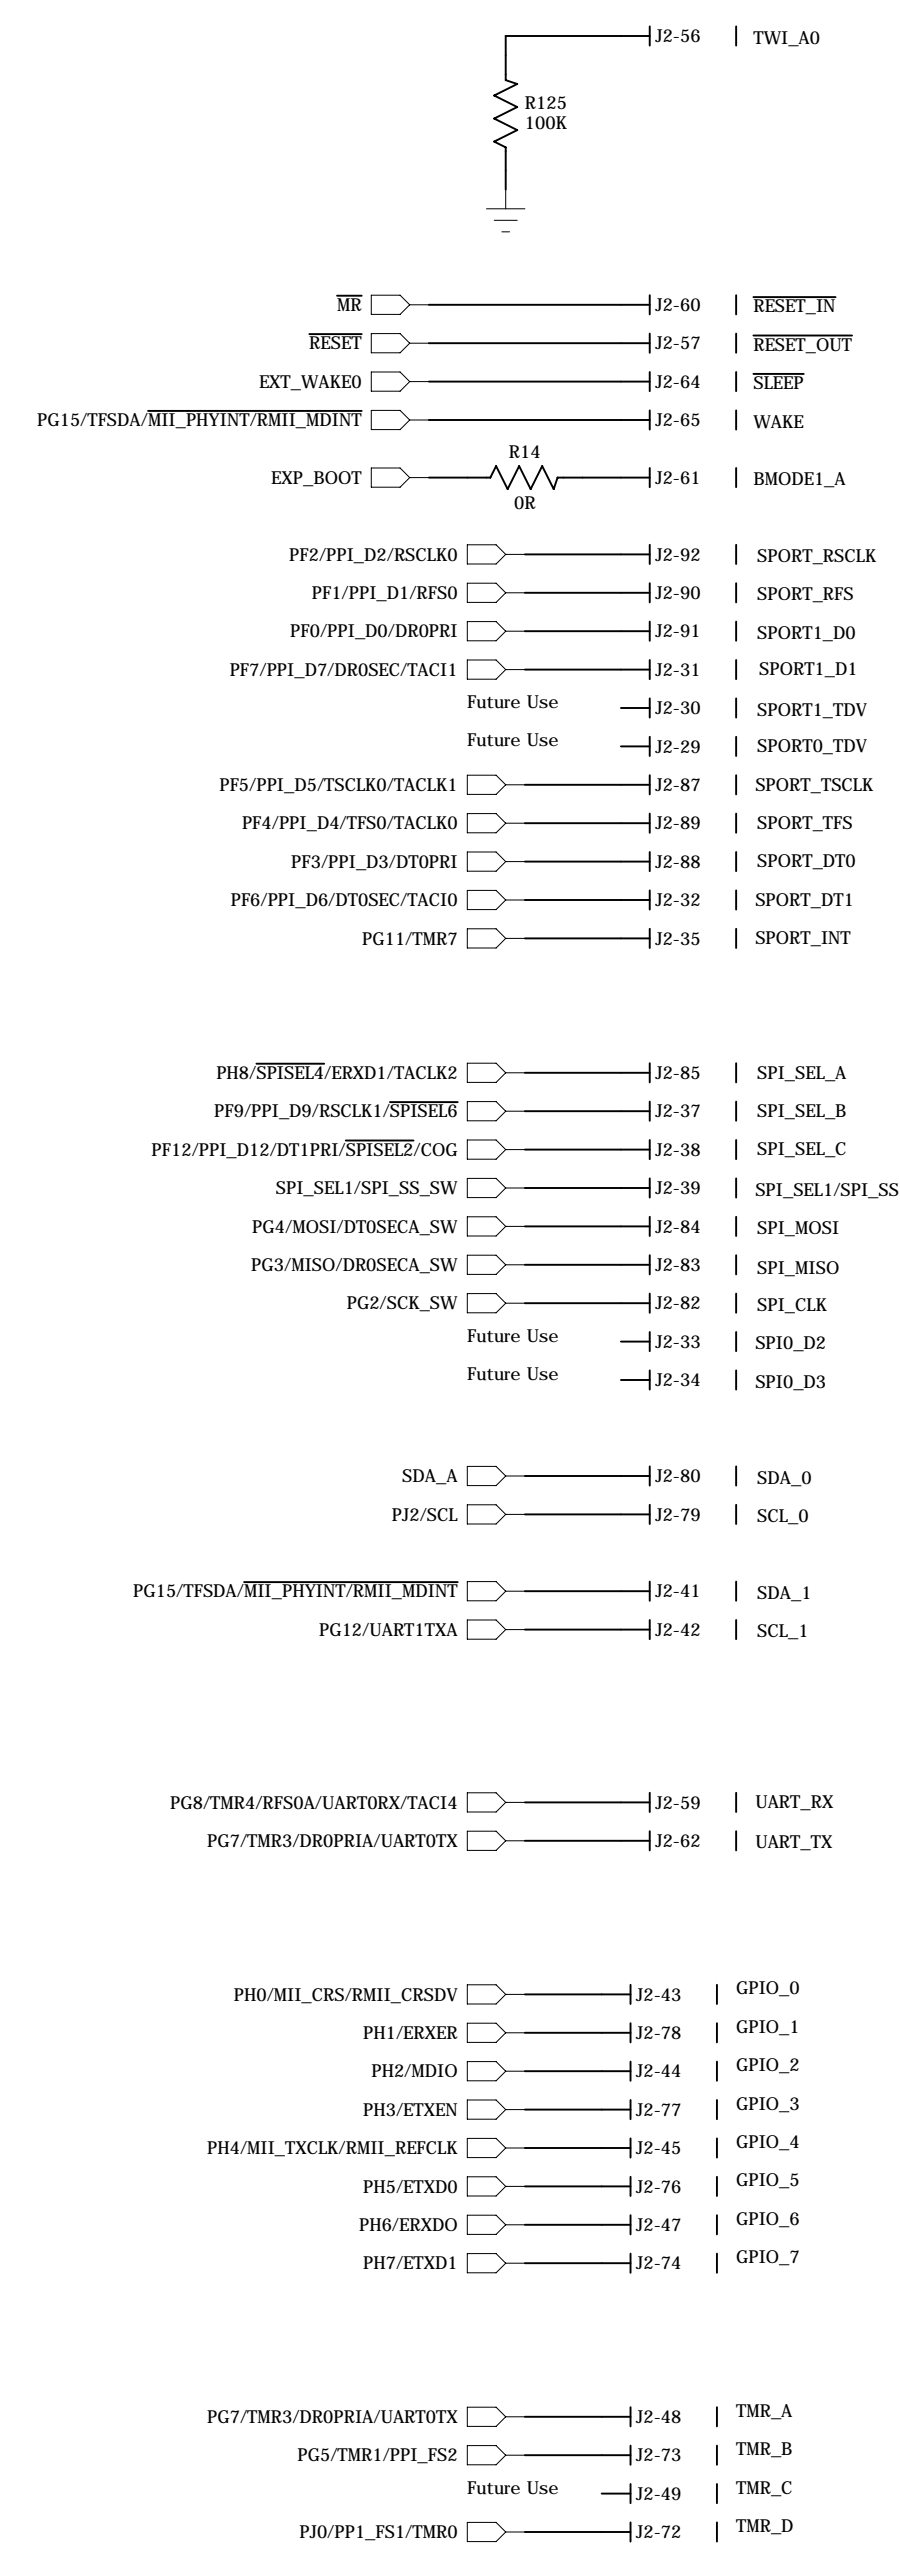 J2-56 | TWI_A0
R125
100K
MR J2-60 | RESET_IN
RESET J2-57 | RESET_OUT
EXT_WAKE0 J2-64 | SLEEP
PG15/TFSDA/MII_PHYINT/RMII_MDINT J2-65 | WAKE
R14
EXP_BOOT J2-61 | BMODE1_A
0R
PF2/PPI_D2/RSCLK0 J2-92 | SPORT_RSCLK
PF1/PPI_D1/RFS0 J2-90 | SPORT_RFS
PF0/PPI_D0/DR0PRI J2-91 | SPORT1_D0
PF7/PPI_D7/DR0SEC/TACI1 J2-31 | SPORT1_D1
Future Use J2-30 | SPORT1_TDV
Future Use J2-29 | SPORT0_TDV
PF5/PPI_D5/TSCLK0/TACLK1 J2-87 | SPORT_TSCLK
PF4/PPI_D4/TFS0/TACLK0 J2-89 | SPORT_TFS
PF3/PPI_D3/DT0PRI J2-88 | SPORT_DT0
PF6/PPI_D6/DT0SEC/TACI0 J2-32 | SPORT_DT1
PG11/TMR7 J2-35 | SPORT_INT
PH8/SPISEL4/ERXD1/TACLK2 J2-85 | SPI_SEL_A
PF9/PPI_D9/RSCLK1/SPISEL6 J2-37 | SPI_SEL_B
PF12/PPI_D12/DT1PRI/SPISEL2/COG J2-38 | SPI_SEL_C
SPI_SEL1/SPI_SS_SW J2-39 | SPI_SEL1/SPI_SS
PG4/MOSI/DT0SECA_SW J2-84 | SPI_MOSI
PG3/MISO/DR0SECA_SW J2-83 | SPI_MISO
PG2/SCK_SW J2-82 | SPI_CLK
Future Use J2-33 | SPI0_D2
Future Use J2-34 | SPI0_D3
SDA_A J2-80 | SDA_0
PJ2/SCL J2-79 | SCL_0
PG15/TFSDA/MII_PHYINT/RMII_MDINT J2-41 | SDA_1
PG12/UART1TXA J2-42 | SCL_1
PG8/TMR4/RFS0A/UART0RX/TACI4 J2-59 | UART_RX
PG7/TMR3/DR0PRIA/UART0TX J2-62 | UART_TX
PH0/MII_CRS/RMII_CRSDV J2-43 | GPIO_0
PH1/ERXER J2-78 | GPIO_1
PH2/MDIO J2-44 | GPIO_2
PH3/ETXEN J2-77 | GPIO_3
PH4/MII_TXCLK/RMII_REFCLK J2-45 | GPIO_4
PH5/ETXD0 J2-76 | GPIO_5
PH6/ERXDO J2-47 | GPIO_6
PH7/ETXD1 J2-74 | GPIO_7
PG7/TMR3/DR0PRIA/UART0TX J2-48 | TMR_A
PG5/TMR1/PPI_FS2 J2-73 | TMR_B
Future Use J2-49 | TMR_C
PJ0/PP1_FS1/TMR0 J2-72 | TMR_D